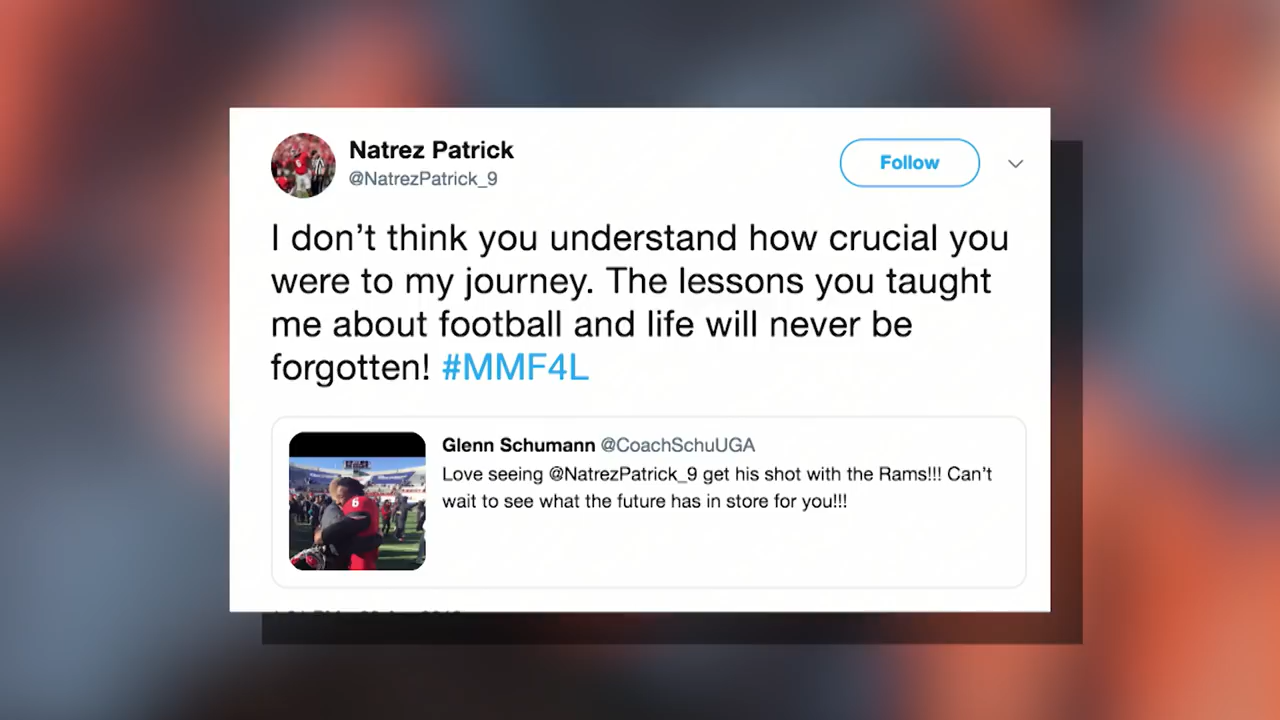 Natrez Patrick
@NatrezPatrick_9
Follow
I don’t think you understand how crucial you
were to my journey. The lessons you taught
me about football and life will never be
forgotten! #MMF4L
Glenn Schumann @CoachSchuUGA
Love seeing @NatrezPatrick_9 get his shot with the Rams!!! Can’t
wait to see what the future has in store for you!!!
6